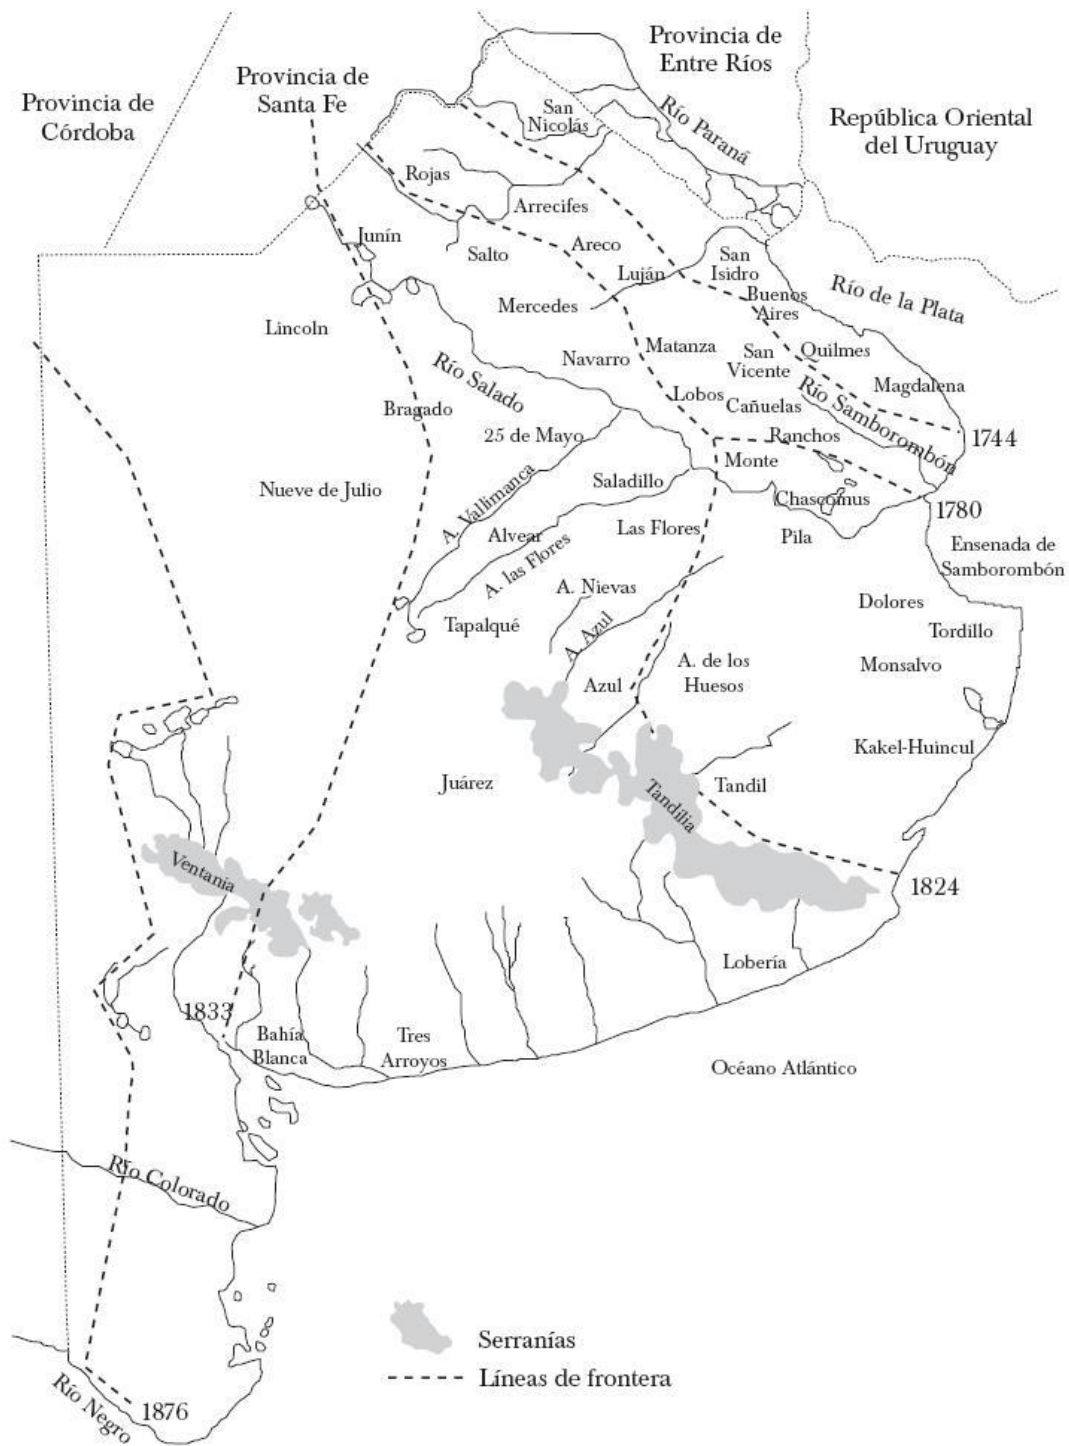 Provincia de
Entre Ríos
Provincia de
Santa Fe
Provincia de
Córdoba
República Oriental
del Uruguay
San
Nicolás
Río Paraná
Rojas
Arrecifes
Junín
Salto
Areco
San
Isidro
Luján
Río de la Plata
Buenos
Aires
Mercedes
Lincoln
Matanza
San
Vicente
Quilmes
Navarro
Río Salado
Magdalena
Río Samborombón
Lobos
Cañuelas
Bragado
25 de Mayo
Ranchos
1744
Monte
Nueve de Julio
A. Vallimanca
Saladillo
Chascomus
1780
Alvear
Las Flores
Pila
Ensenada de
Samborombón
A. las Flores
A. Nievas
Dolores
Tapalqué
A. Azul
Tordillo
A. de los
Huesos
Monsalvo
Azul
Kakel-Huincul
Juárez
Tandil
Tandilia
Ventania
1824
Lobería
1833
Bahía
Blanca
Tres
Arroyos
Océano Atlántico
Río Colorado
Serranías
Líneas de frontera
Río Negro
1876